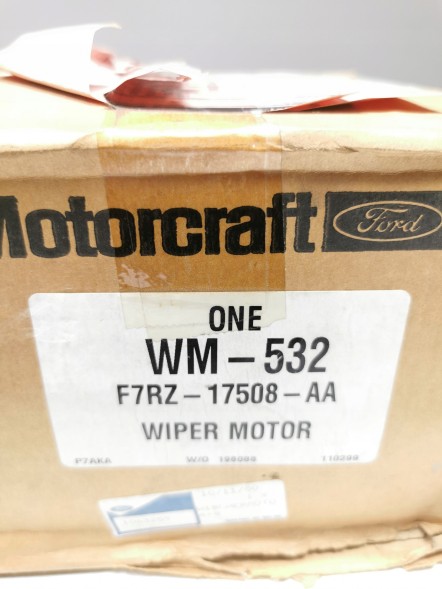 Motorcraft Ford
ONE
WM-532
F7RZ-17508-AA
WIPER MOTOR
W/O